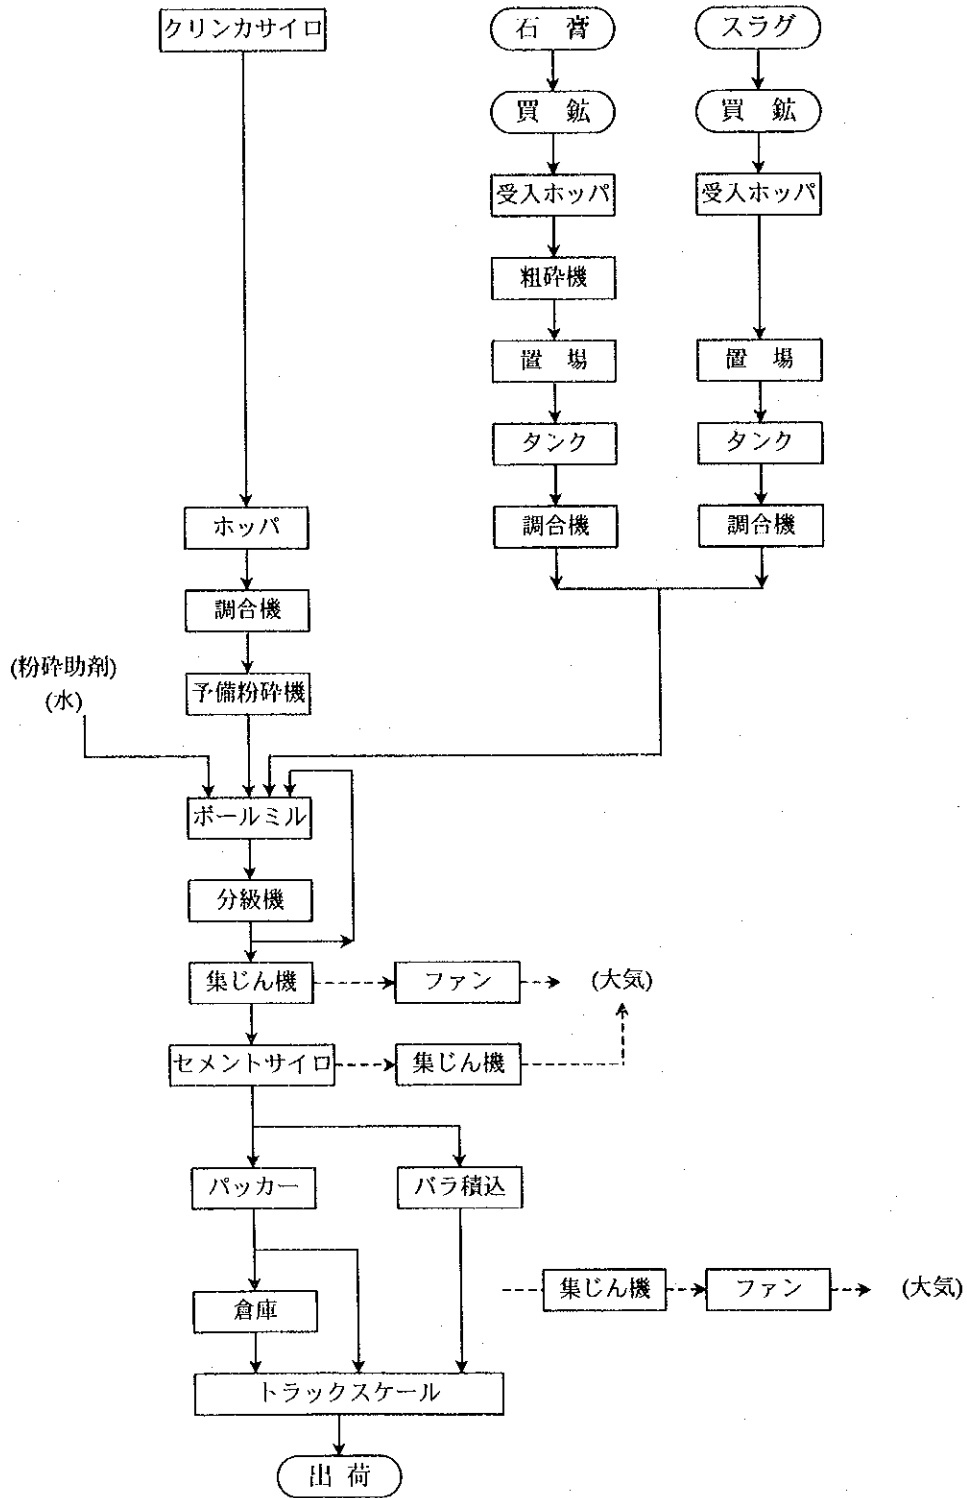 クリンカサイロ
石 膏
スラグ
買 鉱
買 鉱
受入ホッパ
受入ホッパ
粗砕機
置 場
置 場
タンク
タンク
ホッパ
調合機
調合機
調合機
(粉砕助剤)
(水)
予備粉砕機
ボールミル
分級機
集じん機
ファン
(大気)
セメントサイロ
集じん機
パッカー
バラ積込
集じん機
ファン
(大気)
倉庫
トラックスケール
出 荷